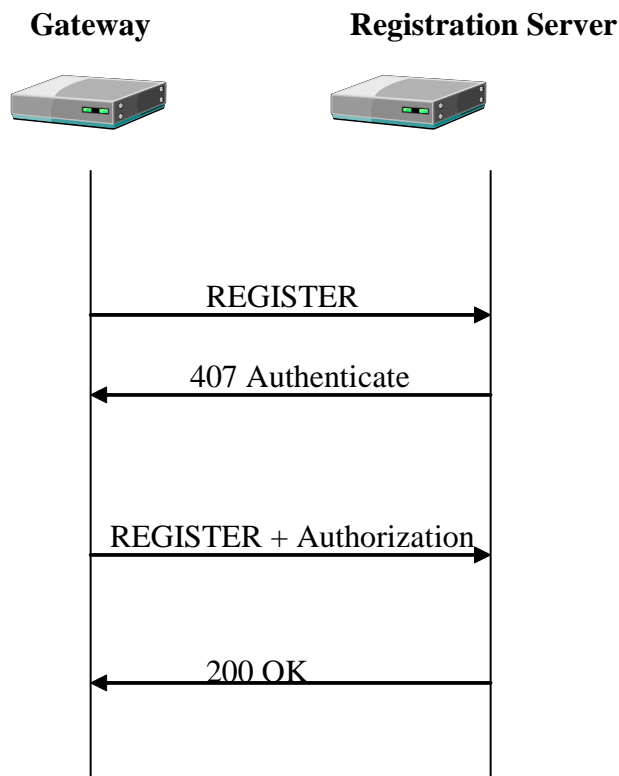 Gateway
Registration Server
REGISTER
407 Authenticate
REGISTER + Authorization
200 OK